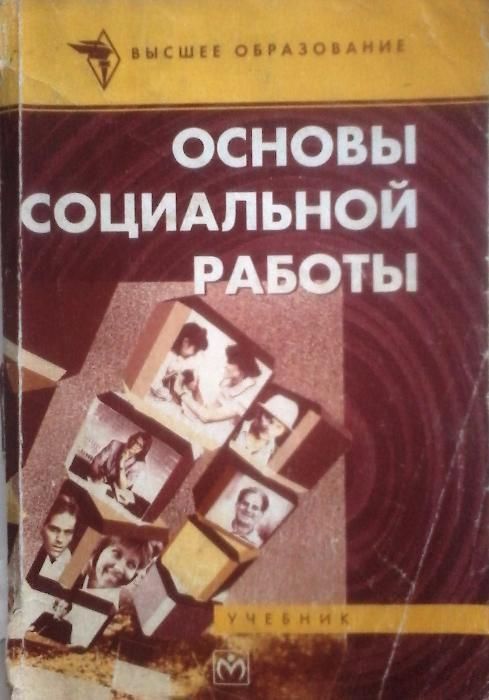 ВЫСШЕЕ ОБРАЗОВАНИЕ
ОСНОВЫ
СОЦИАЛЬНОЙ
РАБОТЫ
УЧЕБНИК